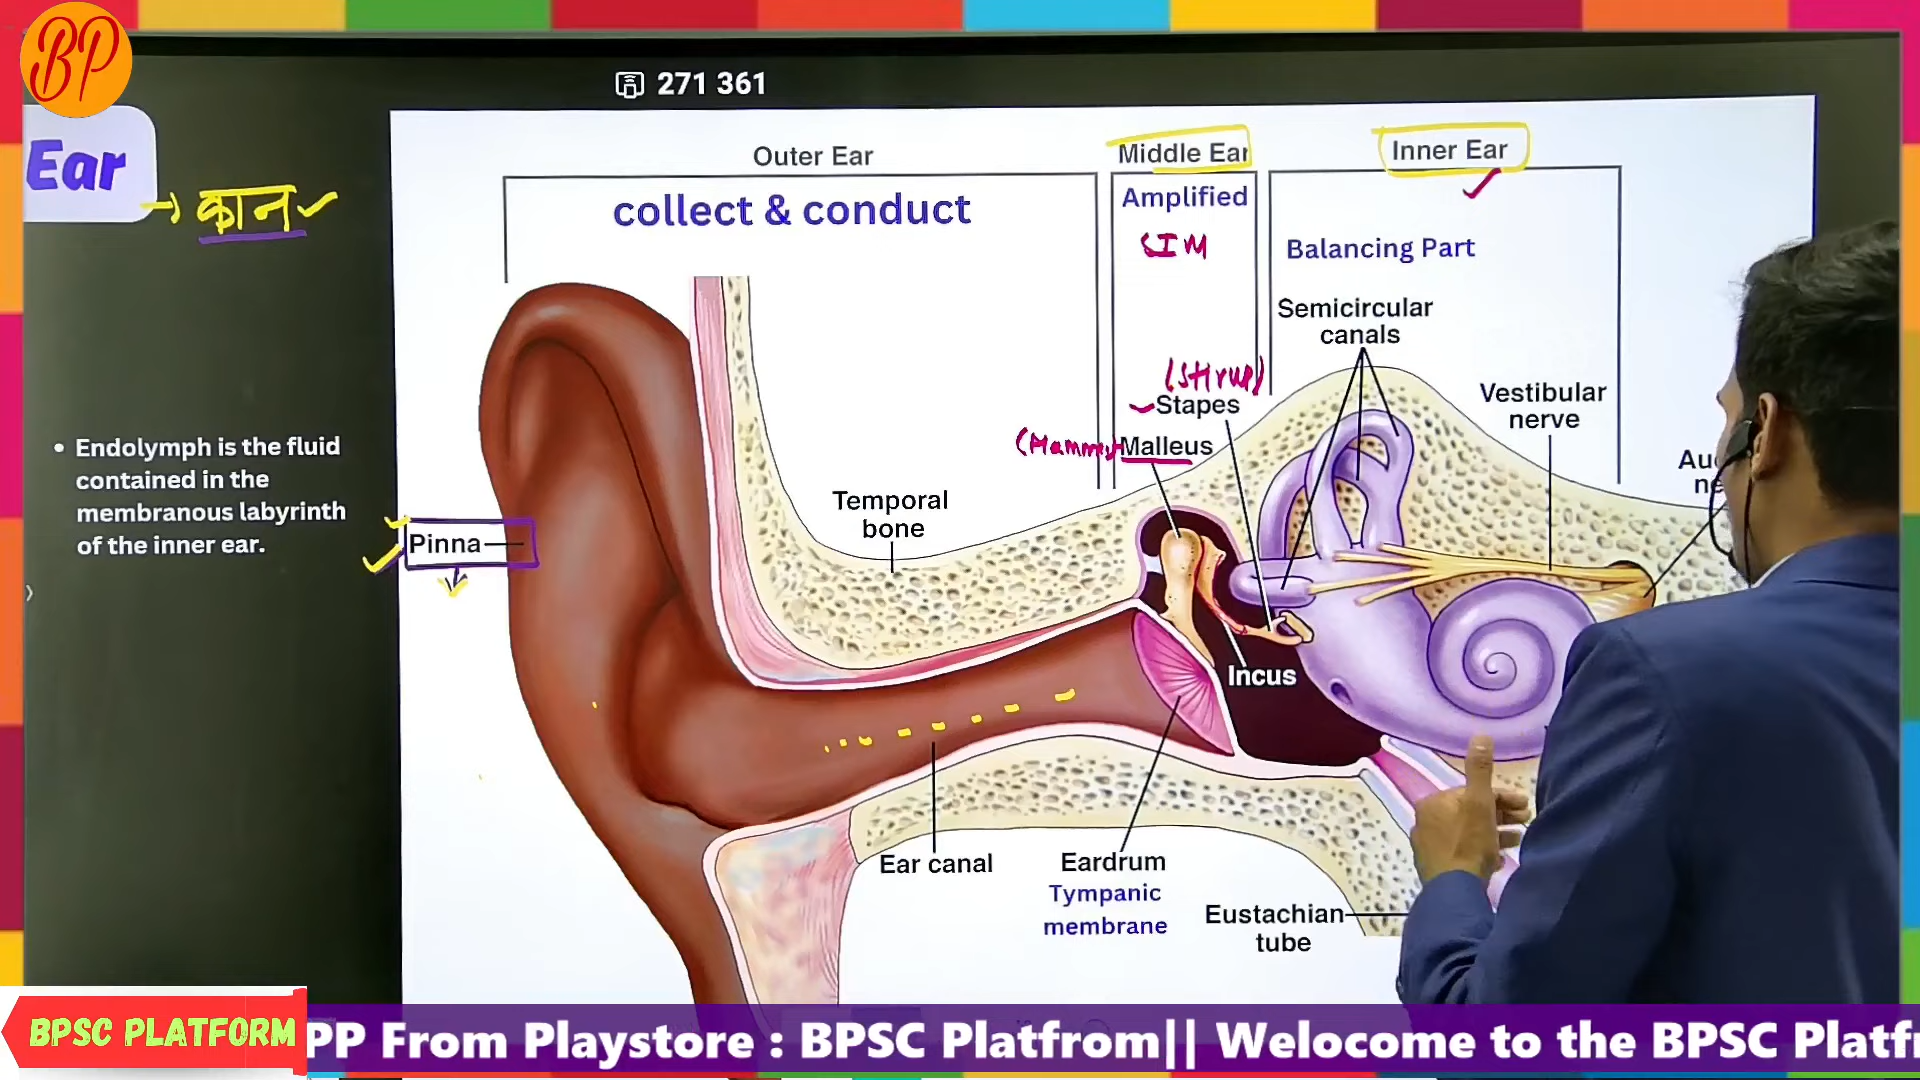 BP
271 361
Ear
कान
Outer Ear
Middle Ear
Inner Ear
collect & conduct
Amplified
SIM
Balancing Part
Semicircular
canals
(Stirup)
Stapes
Vestibular
nerve
Malleus
Temporal
bone
• Endolymph is the fluid
contained in the
membranous labyrinth
of the inner ear.
Pinna
Incus
Ear canal
Eardrum
Tympanic
membrane
Eustachian
tube
BPSC PLATFORM
PP From Playstore : BPSC Platfrom|| Welocome to the BPSC Platf